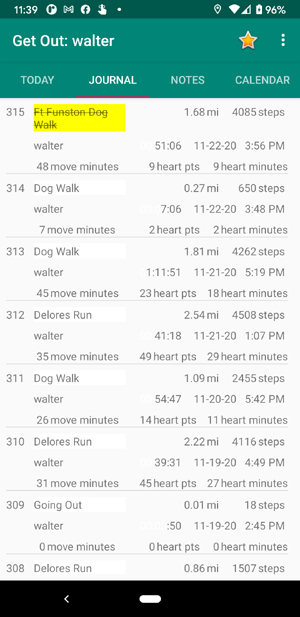 11:39 96%
Get Out: walter
TODAY JOURNAL NOTES CALENDAR
315 Ft Funston Dog Walk 1.68 mi 4085 steps
walter 51:06 11-22-20 3:56 PM
48 move minutes 9 heart pts 9 heart minutes
314 Dog Walk 0.27 mi 650 steps
walter 7:06 11-22-20 3:48 PM
7 move minutes 2 heart pts 2 heart minutes
313 Dog Walk 1.81 mi 4262 steps
walter 1:11:51 11-21-20 5:19 PM
45 move minutes 23 heart pts 18 heart minutes
312 Delores Run 2.54 mi 4508 steps
walter 41:18 11-21-20 1:07 PM
35 move minutes 49 heart pts 29 heart minutes
311 Dog Walk 1.09 mi 2455 steps
walter 54:47 11-20-20 5:42 PM
26 move minutes 14 heart pts 11 heart minutes
310 Delores Run 2.22 mi 4116 steps
walter 39:31 11-19-20 4:49 PM
31 move minutes 45 heart pts 27 heart minutes
309 Going Out 0.01 mi 18 steps
walter :50 11-19-20 2:45 PM
0 move minutes 0 heart pts 0 heart minutes
308 Delores Run 0.86 mi 1507 steps